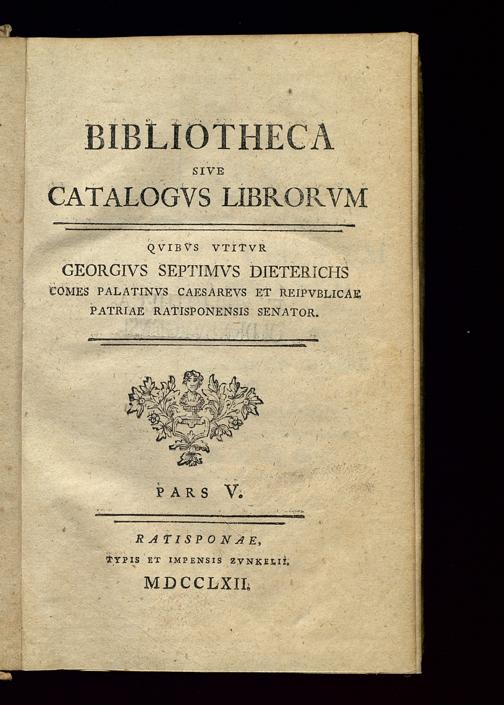 BIBLIOTHECA
SIVE
CATALOGVS LIBRORVM
QVIBVS VTITVR
GEORGIVS SEPTIMVS DIETERICHS
COMES PALATINVS CAESAREVS ET REIPVBLICAE
PATRIAE RATISPONENSIS SENATOR.
PARS V.
RATISPONAE,
TYPIS ET IMPENSIS ZVNKELII.
MDCCLXII.